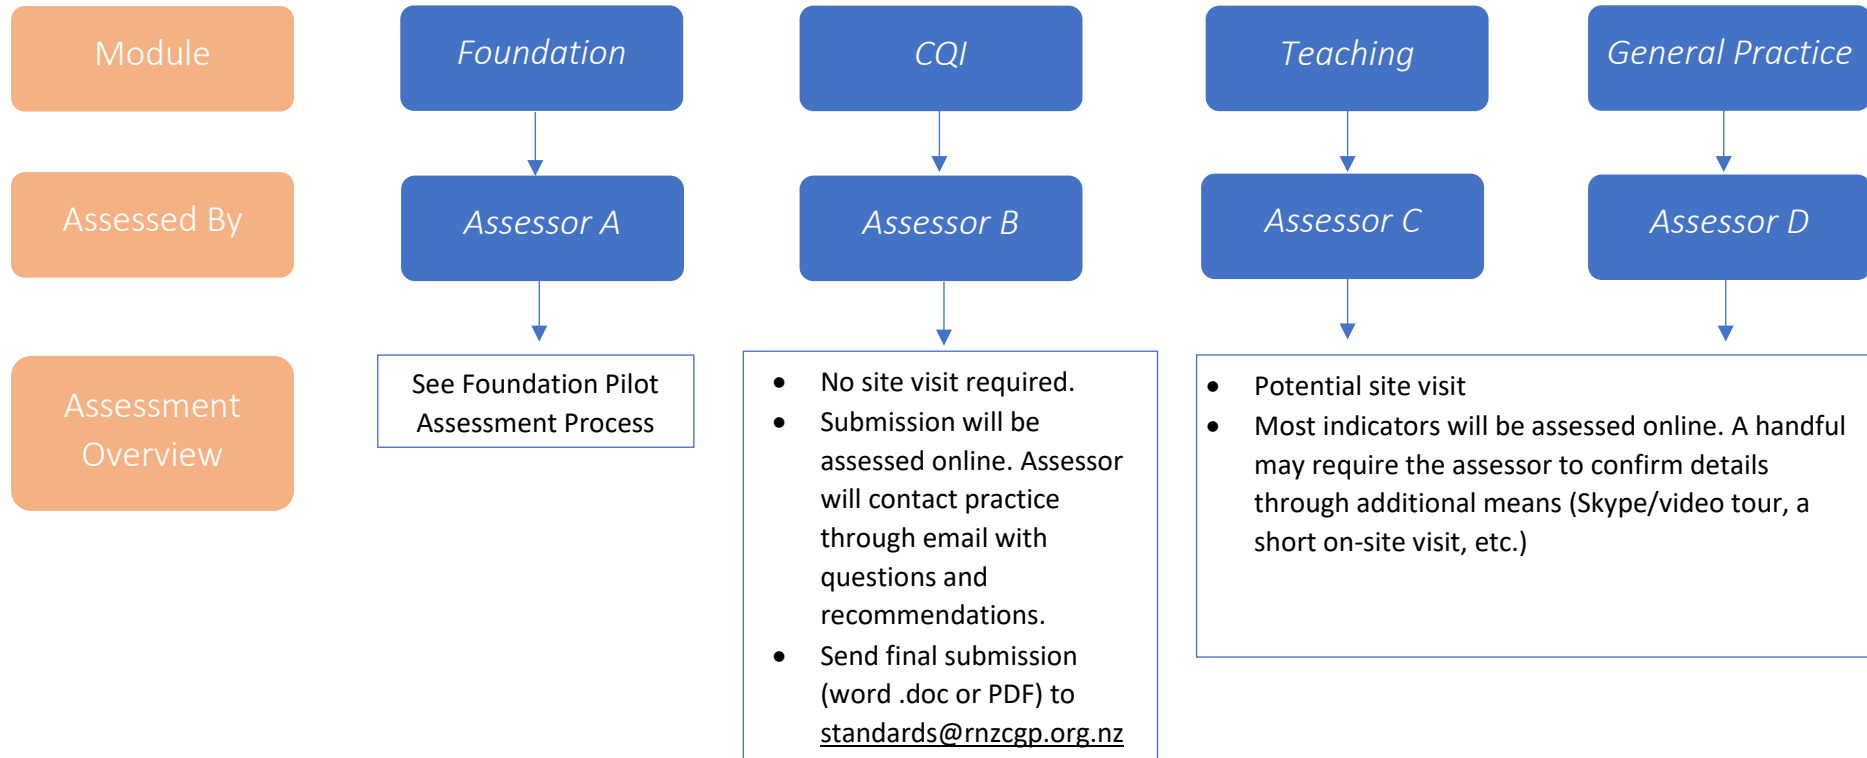 Module
Foundation
CQI
Teaching
General Practice
Assessed By
Assessor A
Assessor B
Assessor C
Assessor D
Assessment
Overview
See Foundation Pilot
Assessment Process
• No site visit required.
• Submission will be
assessed online. Assessor
will contact practice
through email with
questions and
recommendations.
• Send final submission
(word .doc or PDF) to
standards@rnzcgp.org.nz
• Potential site visit
• Most indicators will be assessed online. A handful
may require the assessor to confirm details
through additional means (Skype/video tour, a
short on-site visit, etc.)